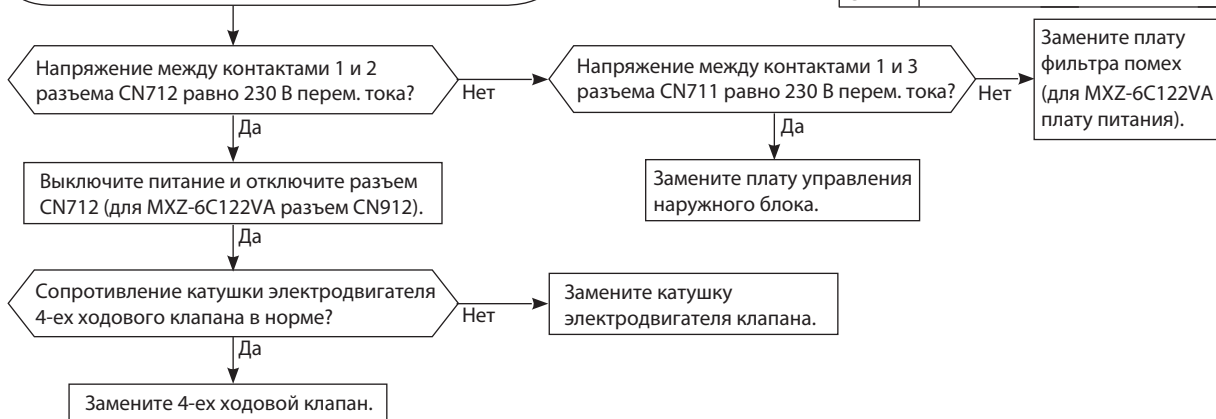 Напряжение между контактами 1 и 2
разъема CN712 равно 230 В перем. тока?
Нет
Напряжение между контактами 1 и 3
разъема CN711 равно 230 В перем. тока?
Нет
Замените плату
фильтра помех
(для MXZ-6C122VA
плату питания).
Да
Да
Выключите питание и отключите разъем
CN712 (для MXZ-6C122VA разъем CN912).
Замените плату управления
наружного блока.
Да
Сопротивление катушки электродвигателя
4-ех ходового клапана в норме?
Нет
Замените катушку
электродвигателя клапана.
Да
Замените 4-ех ходовой клапан.